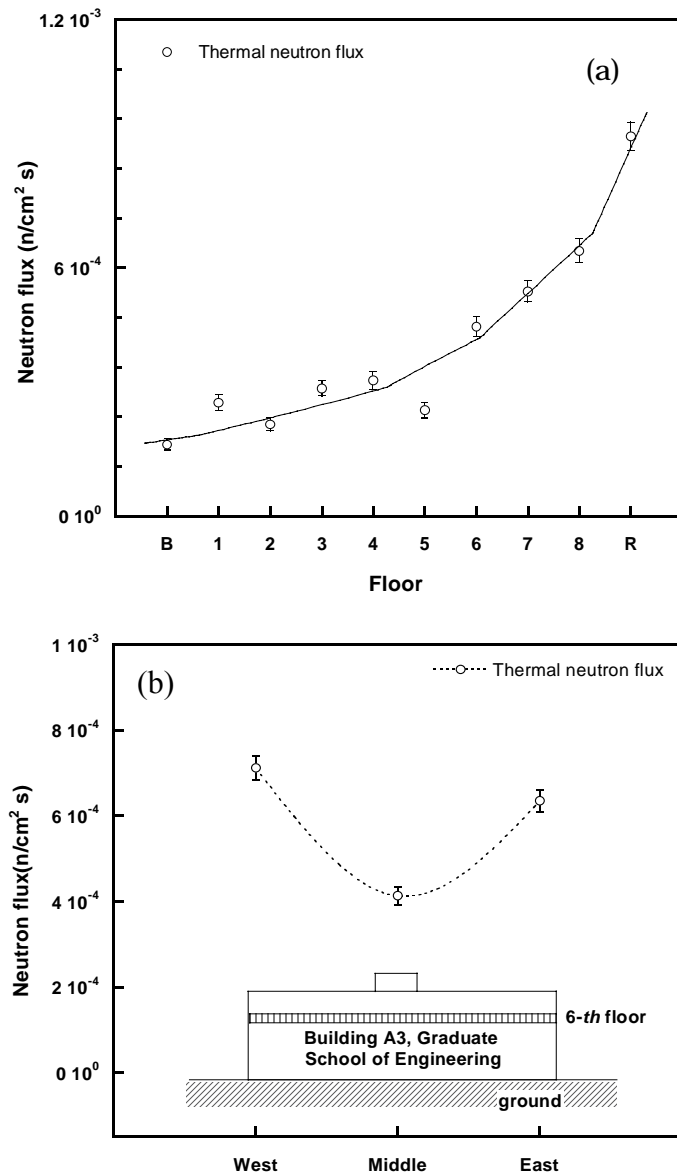 1.2 10⁻³
Thermal neutron flux
(a)
Neutron flux (n/cm² s)
6 10⁻⁴
0 10⁰
B 1 2 3 4 5 6 7 8 R
Floor
1 10⁻³
(b)
Thermal neutron flux
8 10⁻⁴
Neutron flux(n/cm² s)
6 10⁻⁴
4 10⁻⁴
2 10⁻⁴
6-th floor
Building A3, Graduate
School of Engineering
0 10⁰
ground
West Middle East